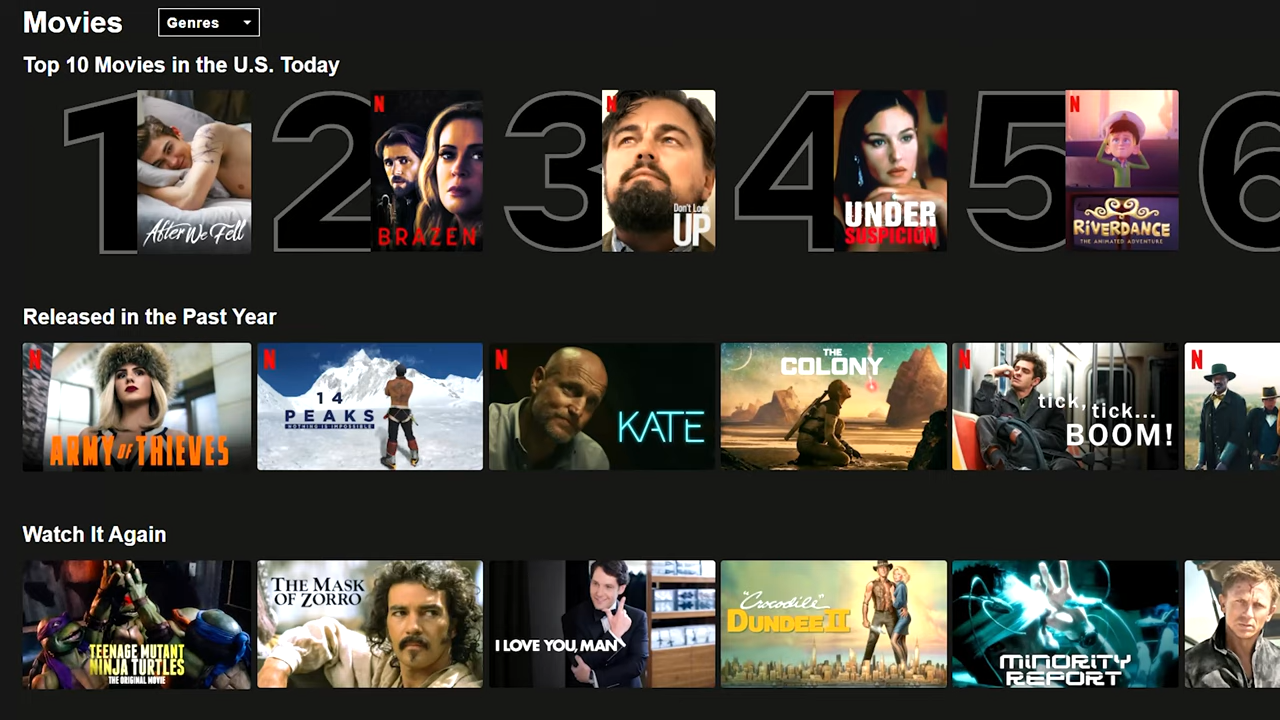 Movies
Genres
Top 10 Movies in the U.S. Today
1
2
3
4
5
6
N
N
N
After We Fell
BRAZEN
Don't Look
UP
UNDER
SUSPICION
RIVERDANCE
THE ANIMATED ADVENTURE
Released in the Past Year
N
N
N
N
N
ARMY OF THIEVES
14
PEAKS
NOTHING IS IMPOSSIBLE
KATE
THE
COLONY
tick, tick...
BOOM!
Watch It Again
TEENAGE MUTANT
NINJA TURTLES
THE ORIGINAL MOVIE
THE MASK
OF ZORRO
I LOVE YOU, MAN
"Crocodile"
DUNDEE II
MINORITY
REPORT